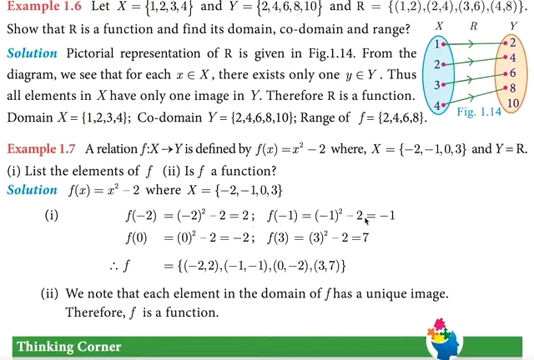 Example 1.6 Let X = {1,2,3,4} and Y = {2,4,6,8,10} and R = {(1,2),(2,4),(3,6),(4,8)}.
Show that R is a function and find its domain, co-domain and range?
Solution Pictorial representation of R is given in Fig.1.14. From the
diagram, we see that for each x ∈ X, there exists only one y ∈ Y. Thus
all elements in X have only one image in Y. Therefore R is a function.
Domain X = {1,2,3,4}; Co-domain Y = {2,4,6,8,10}; Range of f = {2,4,6,8}.
X R Y
1 2
2 4
3 6
4 8
10
Fig. 1.14
Example 1.7 A relation f:X→Y is defined by f(x)=x²−2 where, X = {−2,−1,0,3} and Y=R.
(i) List the elements of f (ii) Is f a function?
Solution f(x) = x² − 2 where X = {−2,−1,0,3}
(i) f(−2) = (−2)² − 2 = 2; f(−1) = (−1)² − 2 = −1
f(0) = (0)² − 2 = −2; f(3) = (3)² − 2 = 7
∴ f = {(−2,2),(−1,−1),(0,−2),(3,7)}
(ii) We note that each element in the domain of f has a unique image.
Therefore, f is a function.
Thinking Corner